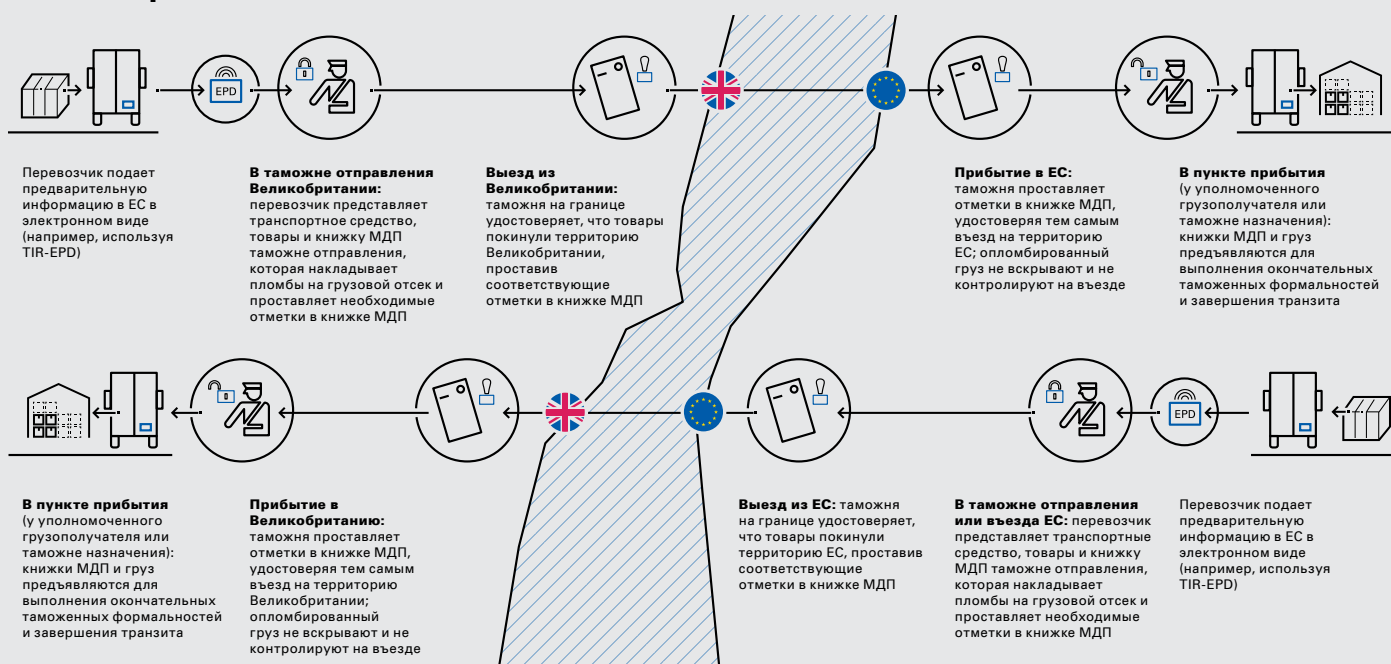 EPD
Перевозчик подает
предварительную
информацию в ЕС в
электронном виде
(например, используя
TIR-EPD)
В таможне отправления
Великобритании:
перевозчик представляет
транспортное средство,
товары и книжку МДП
таможне отправления,
которая накладывает
пломбы на грузовой отсек и
проставляет необходимые
отметки в книжке МДП
Выезд из
Великобритании:
таможня на границе
удостоверяет, что товары
покинули территорию
Великобритании,
проставив
соответствующие
отметки в книжке МДП
Прибытие в ЕС:
таможня проставляет
отметки в книжке МДП,
удостоверяя тем самым
въезд на территорию
ЕС; опломбированный
груз не вскрывают и не
контролируют на въезде
В пункте прибытия
(у уполномоченного
грузополучателя или
таможне назначения):
книжки МДП и груз
предъявляются для
выполнения окончательных
таможенных формальностей
и завершения транзита
EPD
В пункте прибытия
(у уполномоченного
грузополучателя или
таможне назначения):
книжки МДП и груз
предъявляются для
выполнения окончательных
таможенных формальностей
и завершения транзита
Прибытие в
Великобританию:
таможня проставляет
отметки в книжке МДП,
удостоверяя тем самым
въезд на территорию
Великобритании;
опломбированный
груз не вскрывают и не
контролируют на въезде
Выезд из ЕС: таможня
на границе удостоверяет,
что товары покинули
территорию ЕС, проставив
соответствующие
отметки в книжке МДП
В таможне отправления
или въезда ЕС: перевозчик
представляет транспортные
средство, товары и книжку
МДП таможне отправления,
которая накладывает
пломбы на грузовой отсек и
проставляет необходимые
отметки в книжке МДП
Перевозчик подает
предварительную
информацию в ЕС в
электронном виде
(например, используя
TIR-EPD)